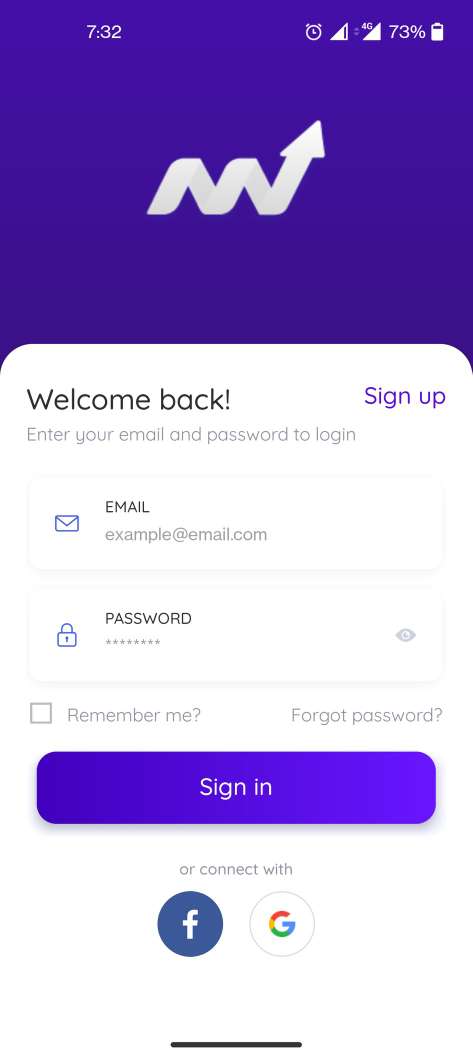 7:32
4G 73%
Welcome back!
Sign up
Enter your email and password to login
EMAIL
example@email.com
PASSWORD
********
Remember me?
Forgot password?
Sign in
or connect with
f
G